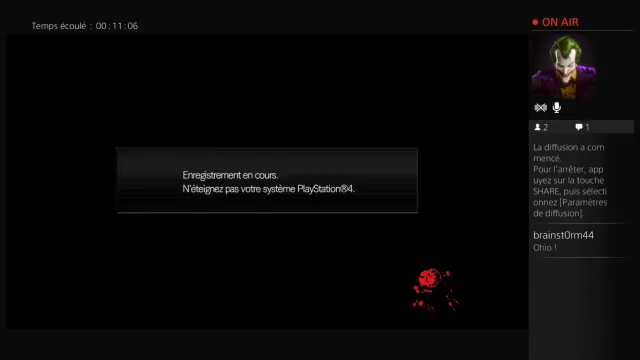 Temps écoulé : 00:11:06
ON AIR
2
1
La diffusion a com
mencé.
Pour l'arrêter, app
uyez sur la touche
SHARE, puis sélecti
onnez [Paramètres
de diffusion].
brainst0rm44
Ohio !
Enregistrement en cours.
N'éteignez pas votre système PlayStation®4.